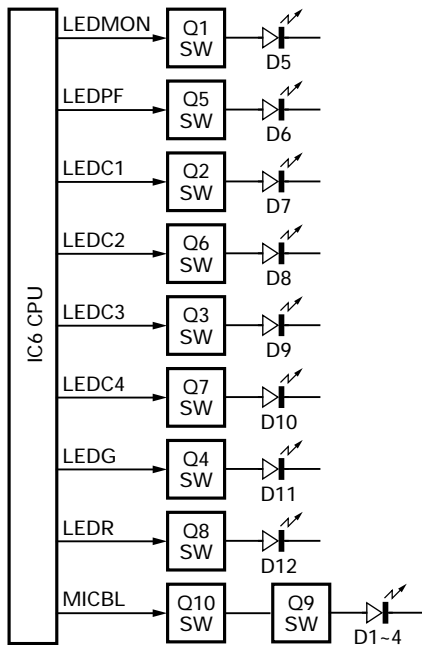 LEDMON
Q1
SW
D5
LEDPF
Q5
SW
D6
LEDC1
Q2
SW
D7
LEDC2
Q6
SW
D8
LEDC3
Q3
SW
D9
IC6 CPU
LEDC4
Q7
SW
D10
LEDG
Q4
SW
D11
LEDR
Q8
SW
D12
MICBL
Q10
SW
Q9
SW
D1~4